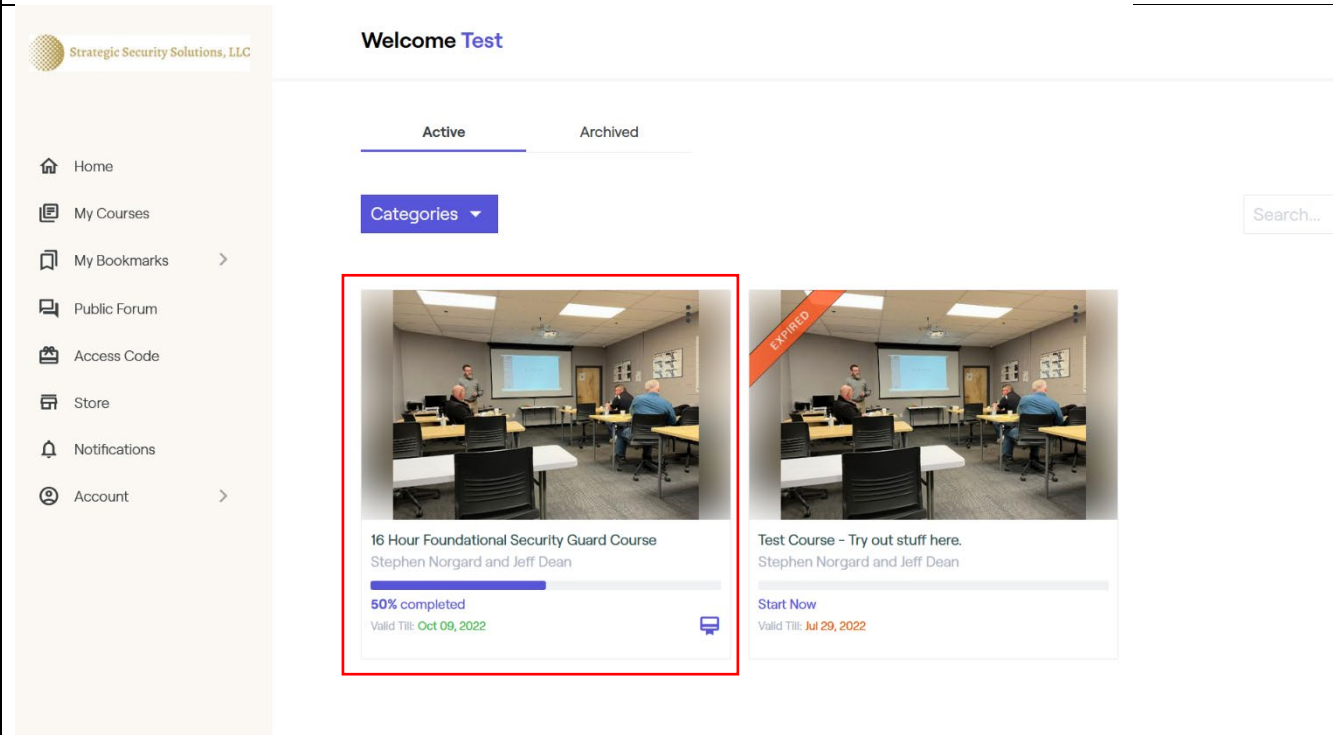 Strategic Security Solutions, LLC
Welcome Test
Active
Archived
Home
My Courses
My Bookmarks
Public Forum
Access Code
Store
Notifications
Account
Categories
Search...
16 Hour Foundational Security Guard Course
Stephen Norgard and Jeff Dean
50% completed
Valid Till: Oct 09, 2022
EXPIRED
Test Course - Try out stuff here.
Stephen Norgard and Jeff Dean
Start Now
Valid Till: Jul 29, 2022